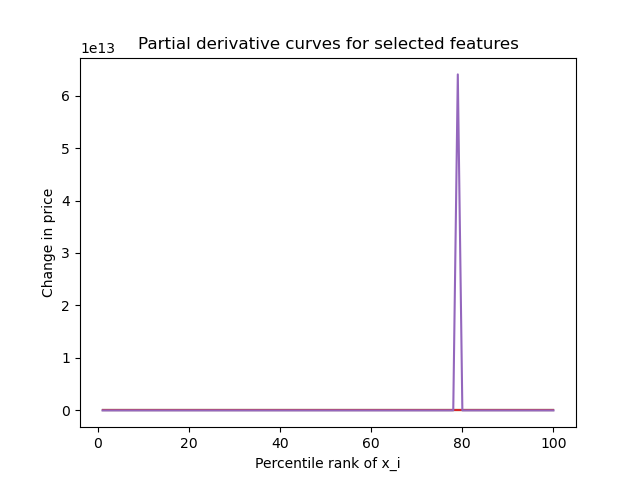 Partial derivative curves for selected features
1e13
6
5
4
3
2
1
0
Change in price
0 20 40 60 80 100
Percentile rank of x_i